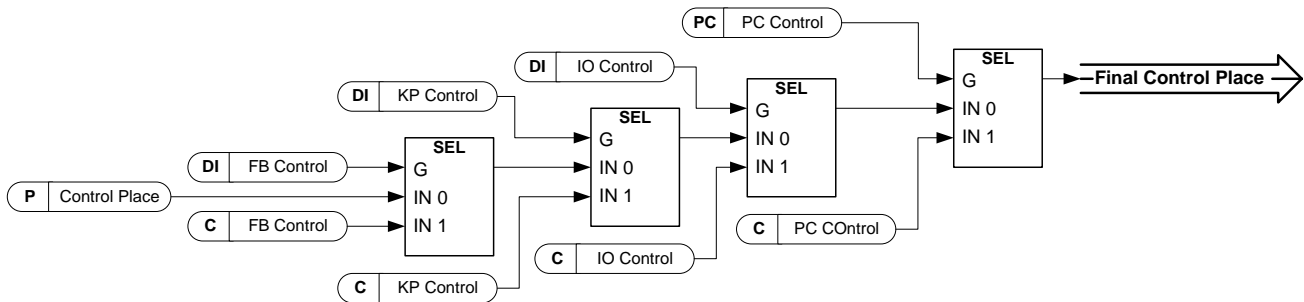 PC PC Control
SEL
DI IO Control
G
Final Control Place
SEL
DI KP Control
G
IN 0
SEL
IN 0
IN 1
G
SEL
IN 1
DI FB Control
IN 0
G
P Control Place
IN 0
IN 1
C FB Control
IN 1
C PC COntrol
C IO Control
C KP Control